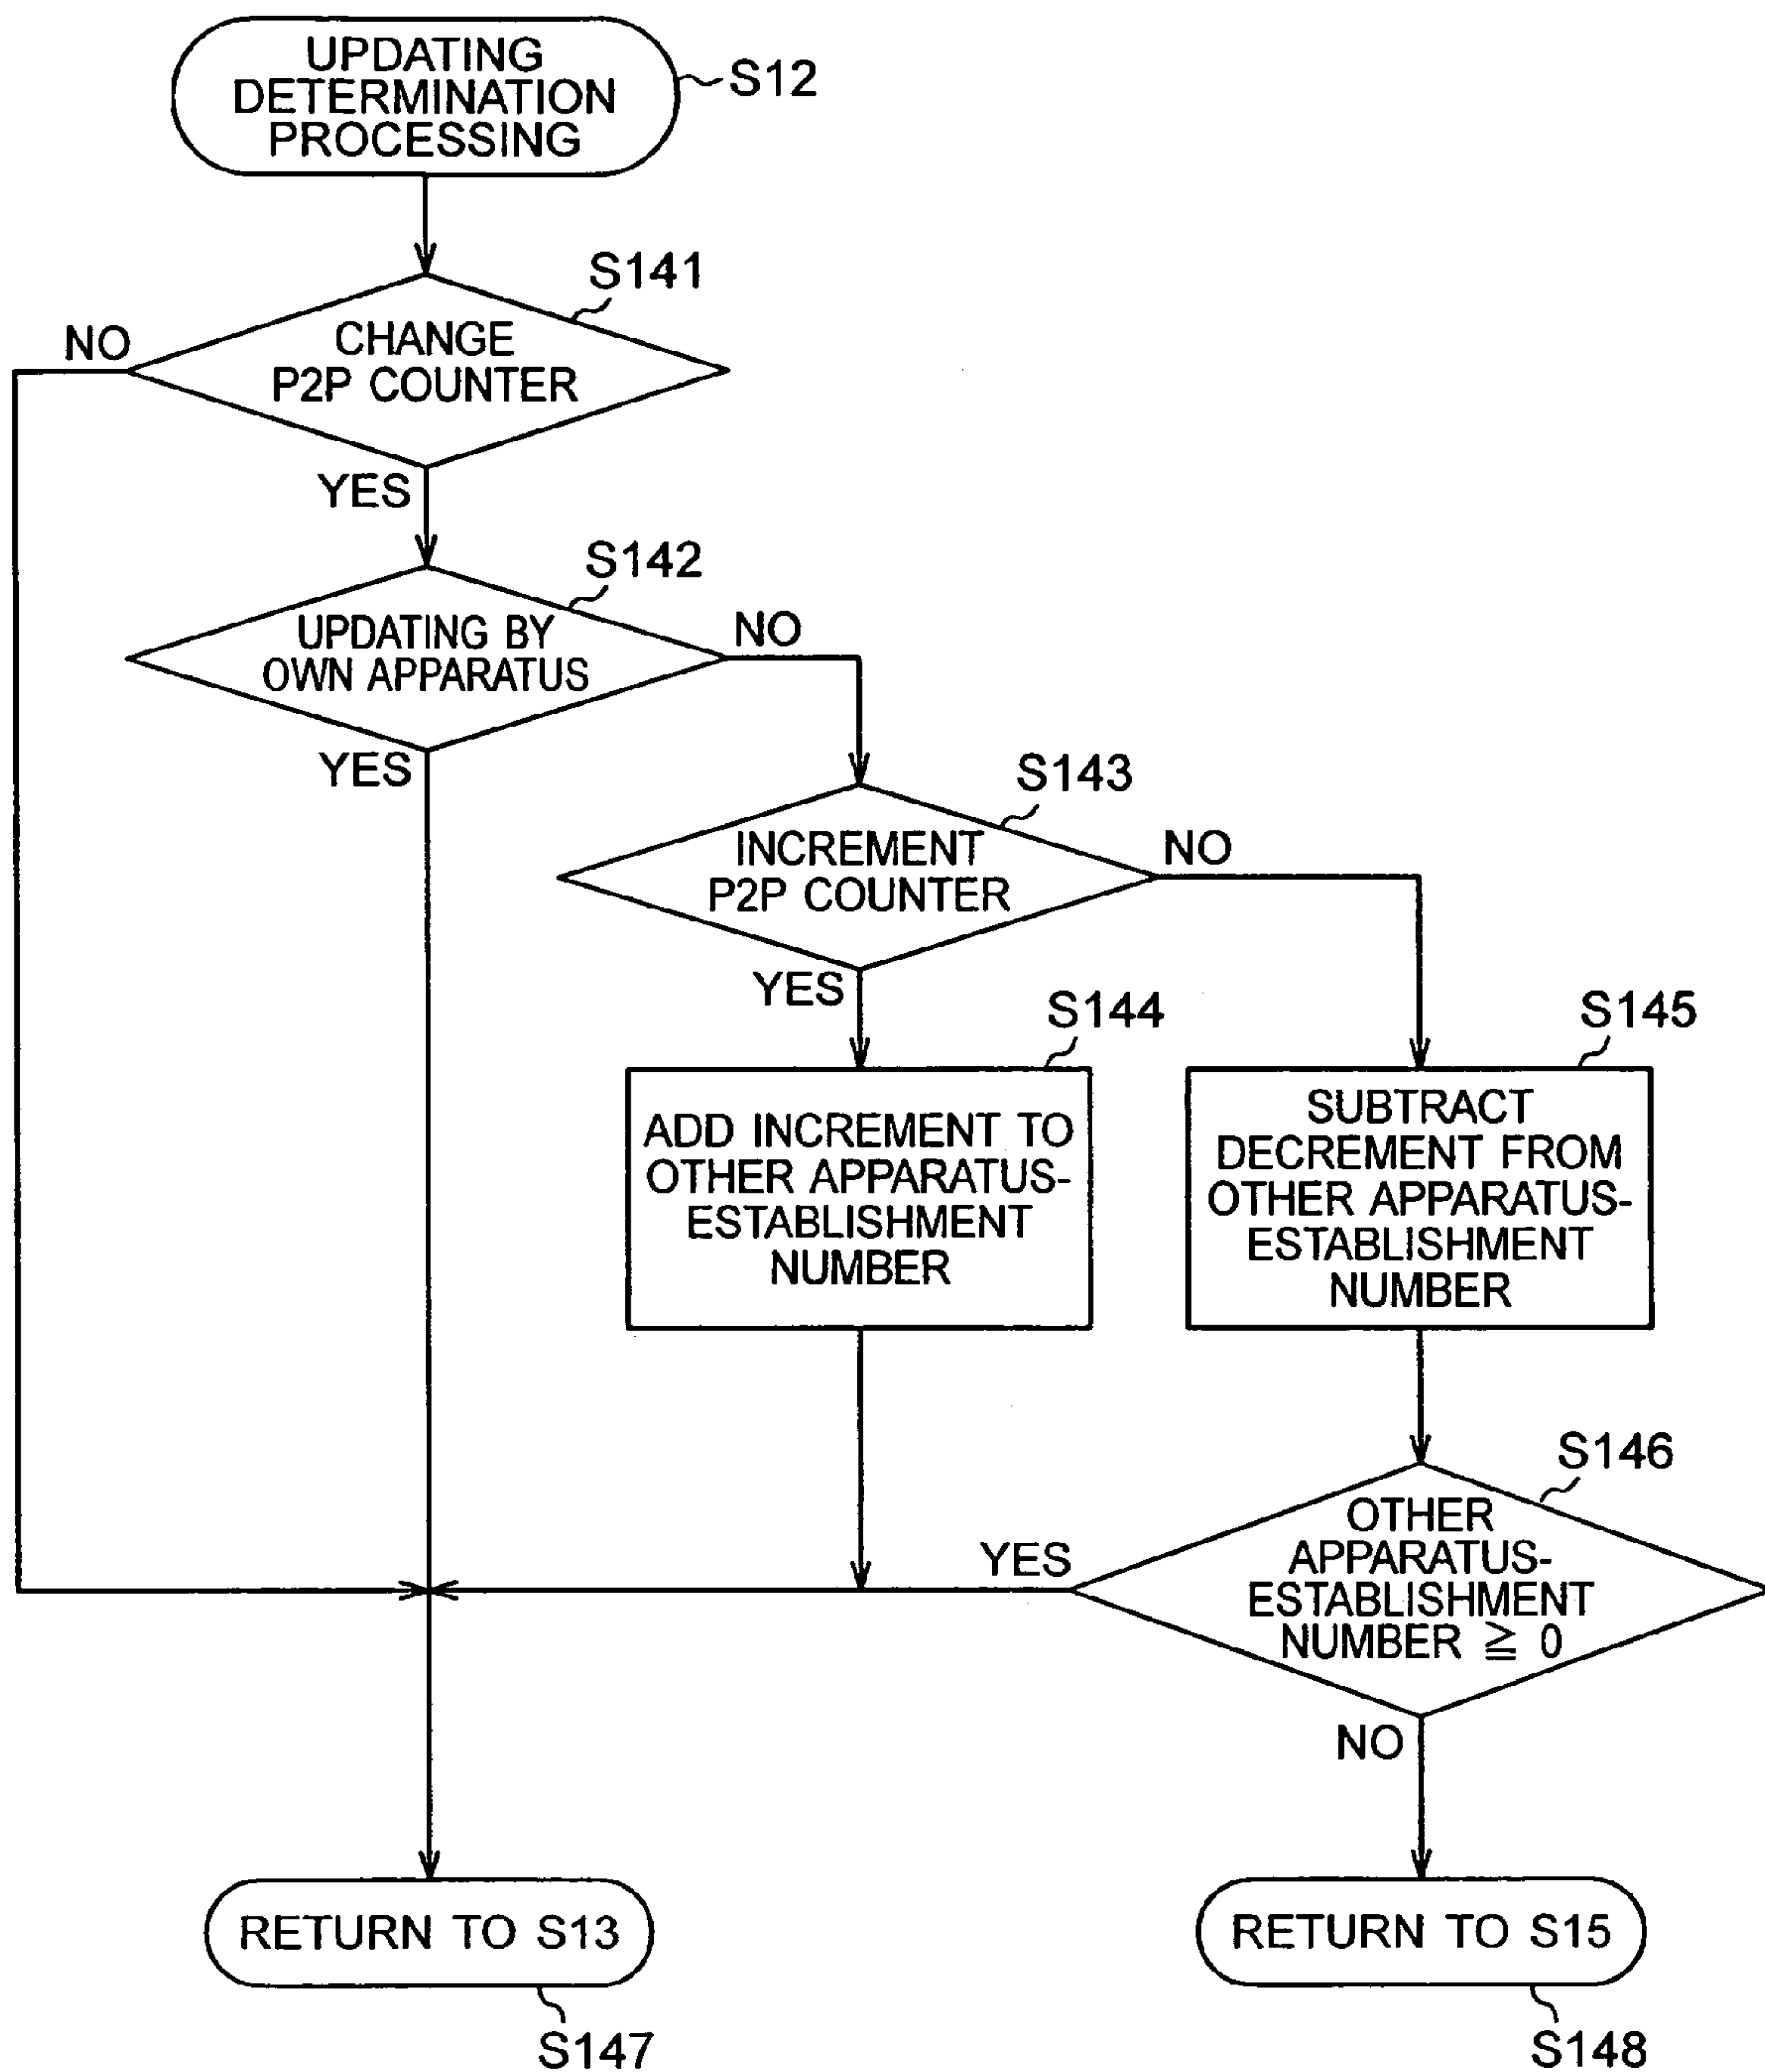 UPDATING
DETERMINATION
PROCESSING
S12
S141
NO
CHANGE
P2P COUNTER
YES
S142
UPDATING BY
OWN APPARATUS
NO
YES
S143
INCREMENT
P2P COUNTER
NO
YES
S144
S145
ADD INCREMENT TO
OTHER APPARATUS-
ESTABLISHMENT
NUMBER
SUBTRACT
DECREMENT FROM
OTHER APPARATUS-
ESTABLISHMENT
NUMBER
S146
YES
OTHER
APPARATUS-
ESTABLISHMENT
NUMBER ≧ 0
NO
RETURN TO S13
RETURN TO S15
S147
S148